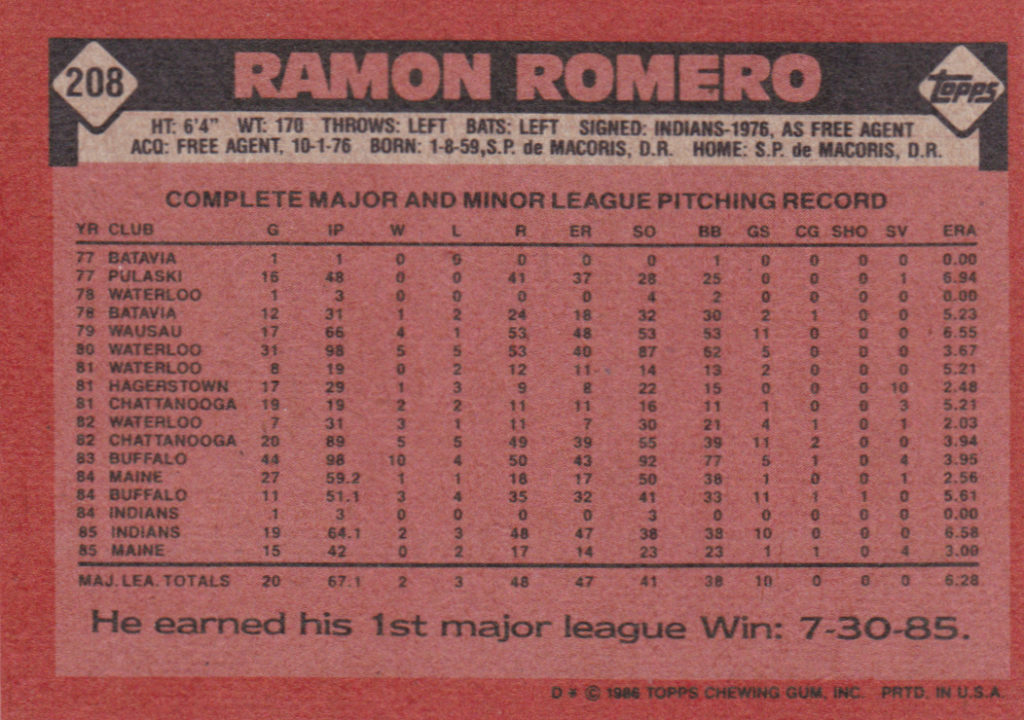 208
RAMON ROMERO
TOPPS
HT: 6'4" WT: 170 THROWS: LEFT BATS: LEFT SIGNED: INDIANS-1976, AS FREE AGENT
ACQ: FREE AGENT, 10-1-76 BORN: 1-8-59,S.P. de MACORIS, D.R. HOME: S.P. de MACORIS, D.R.
COMPLETE MAJOR AND MINOR LEAGUE PITCHING RECORD
YR CLUB G IP W L R ER SO BB GS CG SHO SV ERA
77 BATAVIA 1 1 0 0 0 0 0 1 0 0 0 0 0.00
77 PULASKI 16 48 0 0 41 37 28 25 0 0 0 1 6.94
78 WATERLOO 1 3 0 0 0 0 4 2 0 0 0 0 0.00
78 BATAVIA 12 31 1 2 24 18 32 30 2 1 0 0 5.23
79 WAUSAU 17 66 4 1 53 48 53 53 11 0 0 0 6.55
80 WATERLOO 31 98 5 5 53 40 87 62 5 0 0 0 3.67
81 WATERLOO 8 19 0 2 12 11 14 13 2 0 0 0 5.21
81 HAGERSTOWN 17 29 1 3 9 8 22 15 0 0 0 10 2.48
81 CHATTANOOGA 19 19 2 2 11 11 16 11 1 0 0 3 5.21
82 WATERLOO 7 31 3 1 11 7 30 21 4 1 0 1 2.03
82 CHATTANOOGA 20 89 5 5 49 39 55 39 11 2 0 0 3.94
83 BUFFALO 44 98 10 4 50 43 92 77 5 1 0 4 3.95
84 MAINE 27 59.2 1 1 18 17 50 38 1 0 0 1 2.56
84 BUFFALO 11 51.1 3 4 35 32 41 33 11 1 1 0 5.61
84 INDIANS 1 3 0 0 0 0 3 0 0 0 0 0 0.00
85 INDIANS 19 64.1 2 3 48 47 38 38 10 0 0 0 6.58
85 MAINE 15 42 0 2 17 14 23 23 1 1 0 4 3.00
MAJ. LEA. TOTALS 20 67.1 2 3 48 47 41 38 10 0 0 0 6.28
He earned his 1st major league Win: 7-30-85.
D * © 1986 TOPPS CHEWING GUM, INC. PRTD. IN U.S.A.